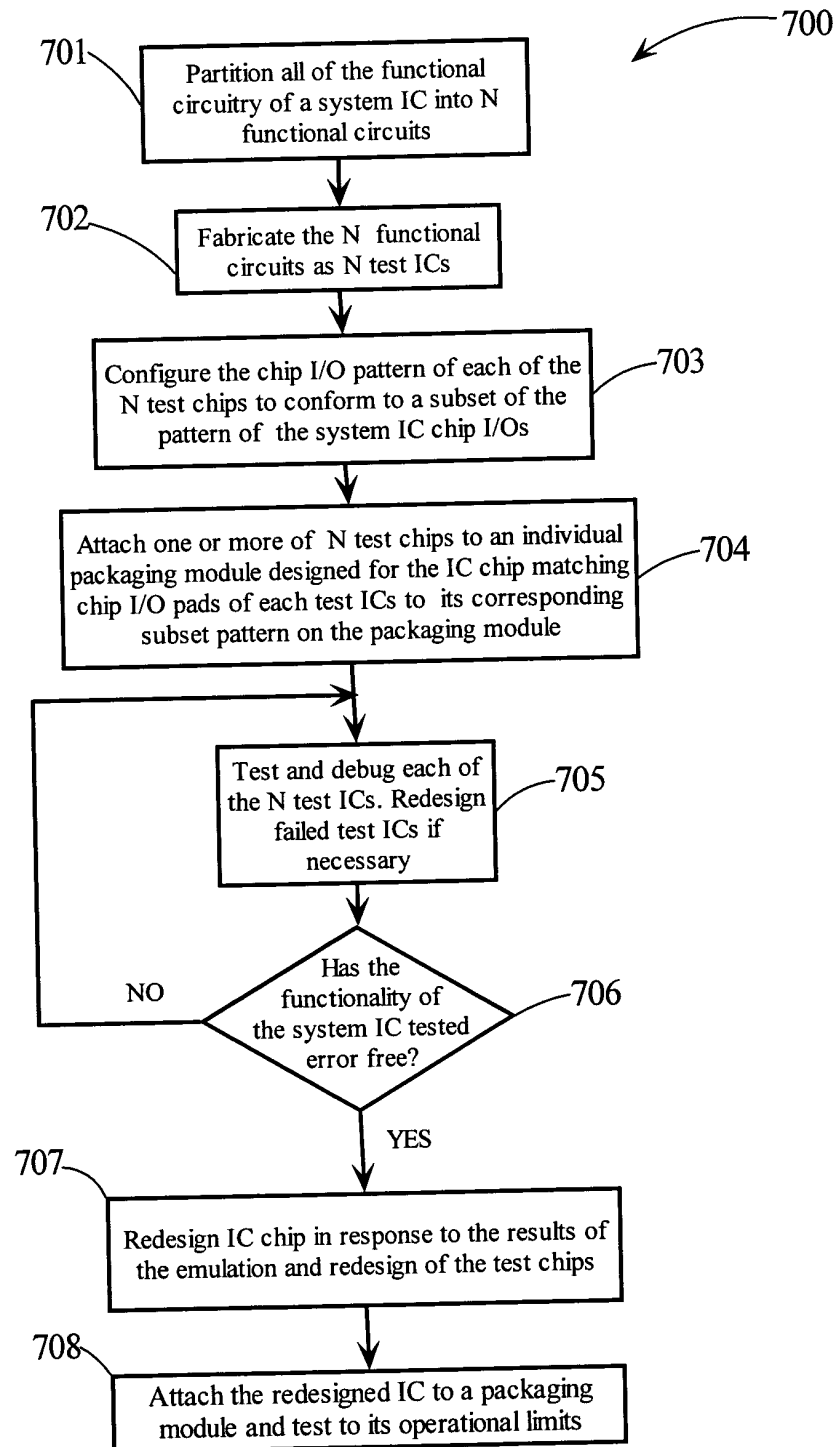 700
701
Partition all of the functional
circuitry of a system IC into N
functional circuits
702
Fabricate the N functional
circuits as N test ICs
703
Configure the chip I/O pattern of each of the
N test chips to conform to a subset of the
pattern of the system IC chip I/Os
704
Attach one or more of N test chips to an individual
packaging module designed for the IC chip matching
chip I/O pads of each test ICs to its corresponding
subset pattern on the packaging module
705
Test and debug each of
the N test ICs. Redesign
failed test ICs if
necessary
706
Has the
functionality of
the system IC tested
error free?
NO
YES
707
Redesign IC chip in response to the results of
the emulation and redesign of the test chips
708
Attach the redesigned IC to a packaging
module and test to its operational limits